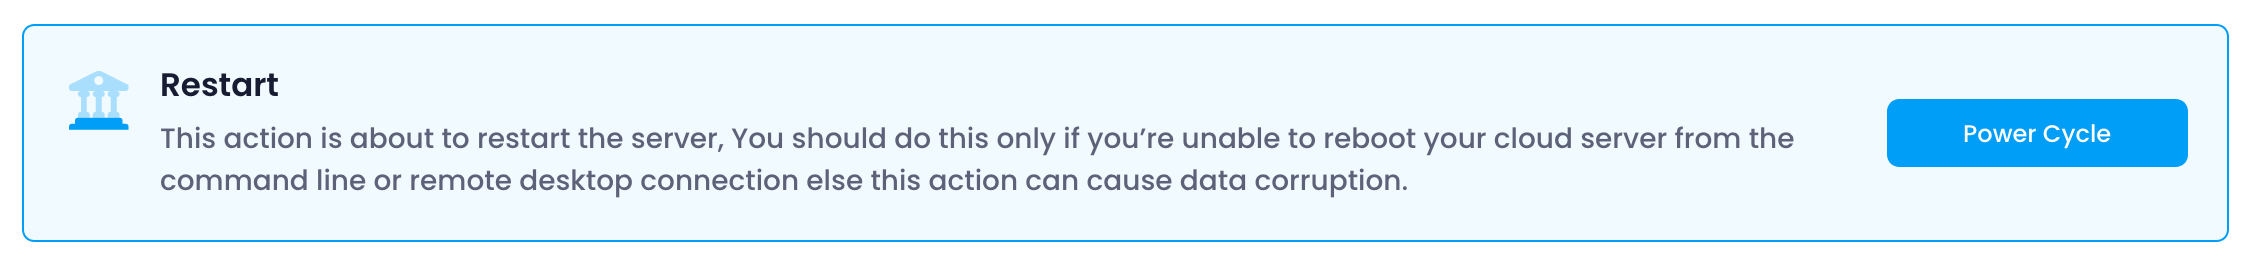 Restart
This action is about to restart the server, You should do this only if you’re unable to reboot your cloud server from the
command line or remote desktop connection else this action can cause data corruption.
Power Cycle